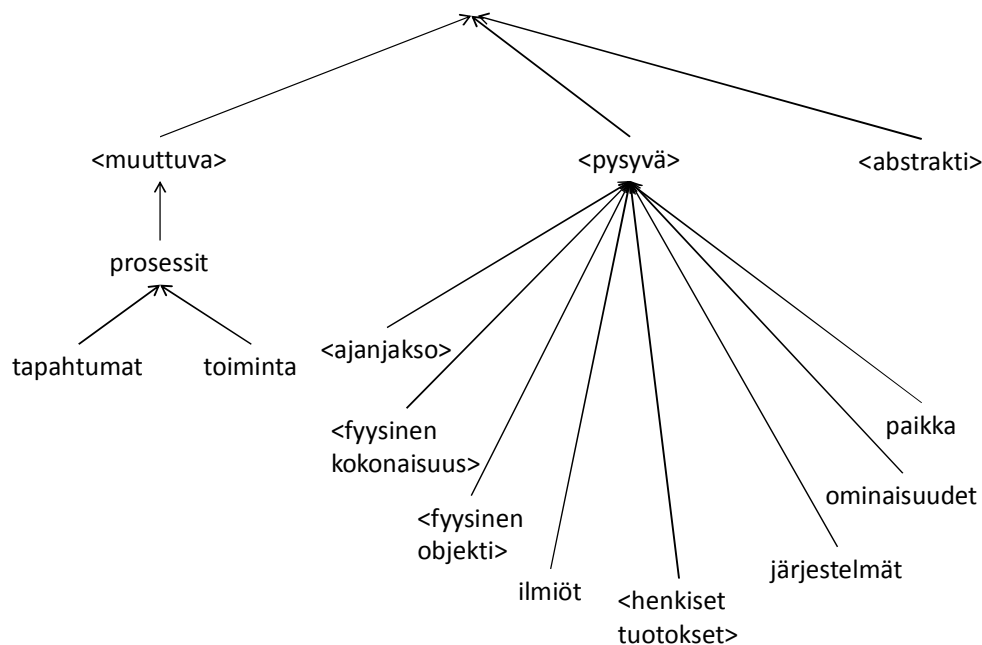 <muuttuva>
<pysyvä>
<abstrakti>
prosessit
tapahtumat
toiminta
<ajanjakso>
<fyysinen
kokonaisuus>
<fyysinen
objekti>
ilmiöt
<henkiset
tuotokset>
järjestelmät
ominaisuudet
paikka